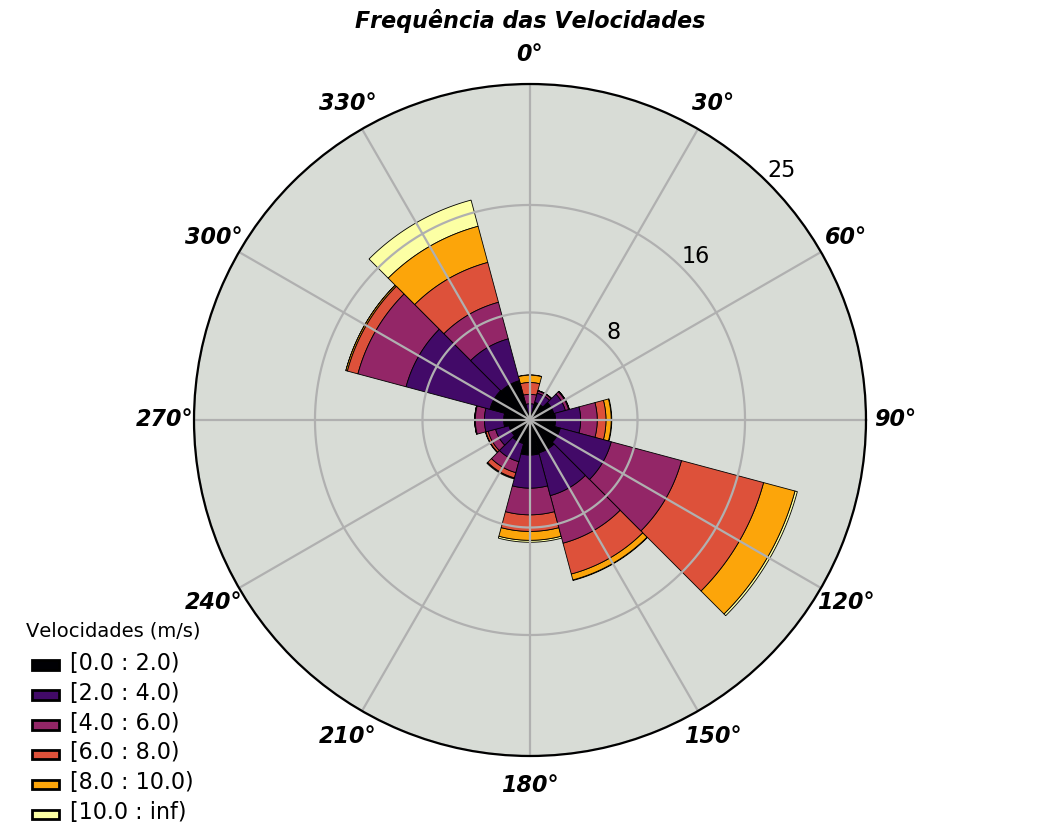 Frequência das Velocidades
0°
330°
30°
25
300°
60°
16
8
270°
90°
240°
120°
210°
150°
180°
Velocidades (m/s)
[0.0 : 2.0)
[2.0 : 4.0)
[4.0 : 6.0)
[6.0 : 8.0)
[8.0 : 10.0)
[10.0 : inf)